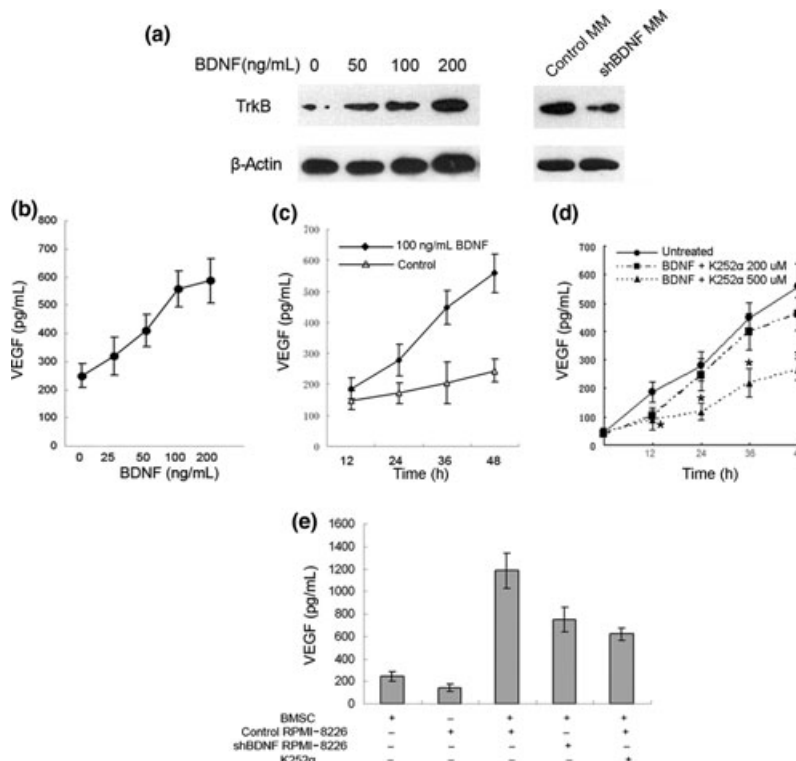 (a)
BDNF(ng/mL) 0 50 100 200
Control MM
shBDNF MM
TrkB
β-Actin
(b)
VEGF (pg/mL)
800
700
600
500
400
300
200
100
0
0 25 50 100 200
BDNF (ng/mL)
(c)
VEGF (pg/mL)
700
600
500
400
300
200
100
0
100 ng/mL BDNF
Control
12 24 36 48
Time (h)
(d)
VEGF (pg/mL)
700
600
500
400
300
200
100
0
Untreated
BDNF + K252α 200 uM
BDNF + K252α 500 uM
★
★
★
12 24 36 4
Time (h)
(e)
VEGF (pg/mL)
1600
1400
1200
1000
800
600
400
200
0
BMSC + − + + +
Control RPMI-8226 − + + − +
shBDNF RPMI-8226 − − − + −
K252α − − − − +